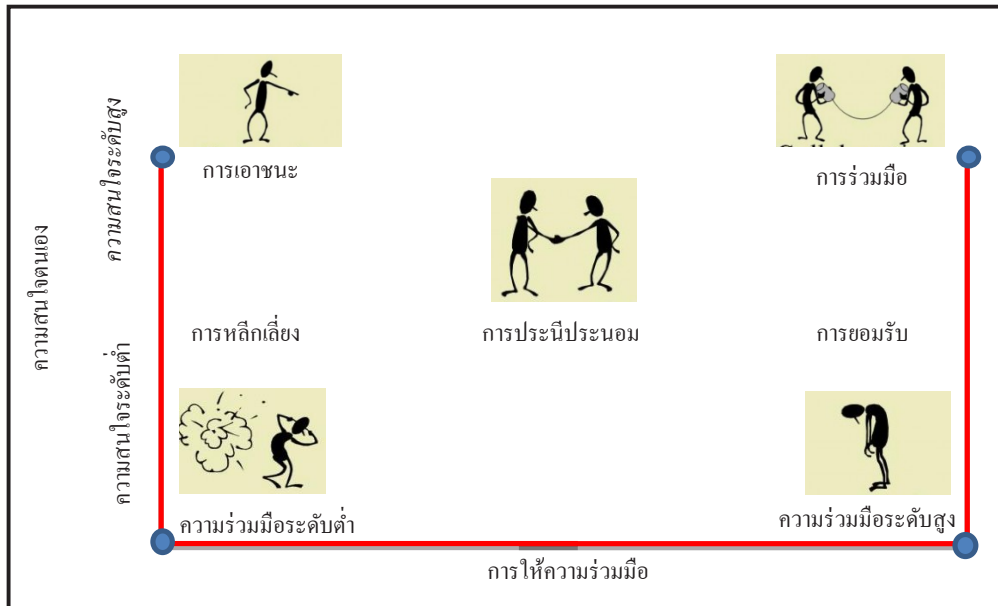 ความสนใจตนเอง
ความสนใจระดับสูง
ความสนใจระดับต่ำ
การเอาชนะ
การร่วมมือ
การหลีกเลี่ยง
การประนีประนอม
การยอมรับ
ความร่วมมือระดับต่ำ
ความร่วมมือระดับสูง
การให้ความร่วมมือ